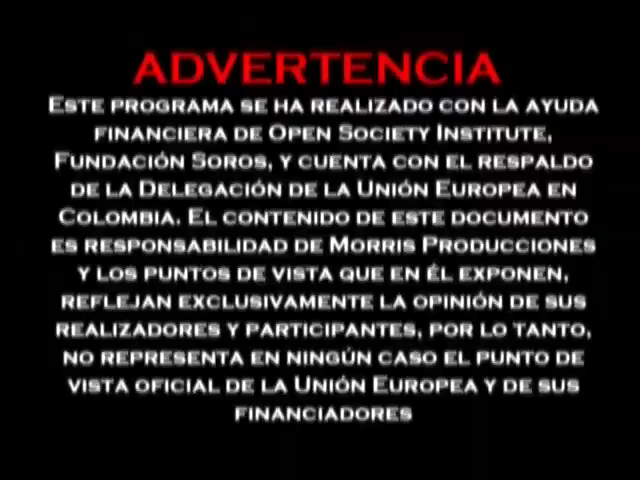 ADVERTENCIA
ESTE PROGRAMA SE HA REALIZADO CON LA AYUDA
FINANCIERA DE OPEN SOCIETY INSTITUTE,
FUNDACIÓN SOROS, Y CUENTA CON EL RESPALDO
DE LA DELEGACIÓN DE LA UNIÓN EUROPEA EN
COLOMBIA. EL CONTENIDO DE ESTE DOCUMENTO
ES RESPONSABILIDAD DE MORRIS PRODUCCIONES
Y LOS PUNTOS DE VISTA QUE EN ÉL EXPONEN,
REFLEJAN EXCLUSIVAMENTE LA OPINIÓN DE SUS
REALIZADORES Y PARTICIPANTES, POR LO TANTO,
NO REPRESENTA EN NINGÚN CASO EL PUNTO DE
VISTA OFICIAL DE LA UNIÓN EUROPEA Y DE SUS
FINANCIADORES